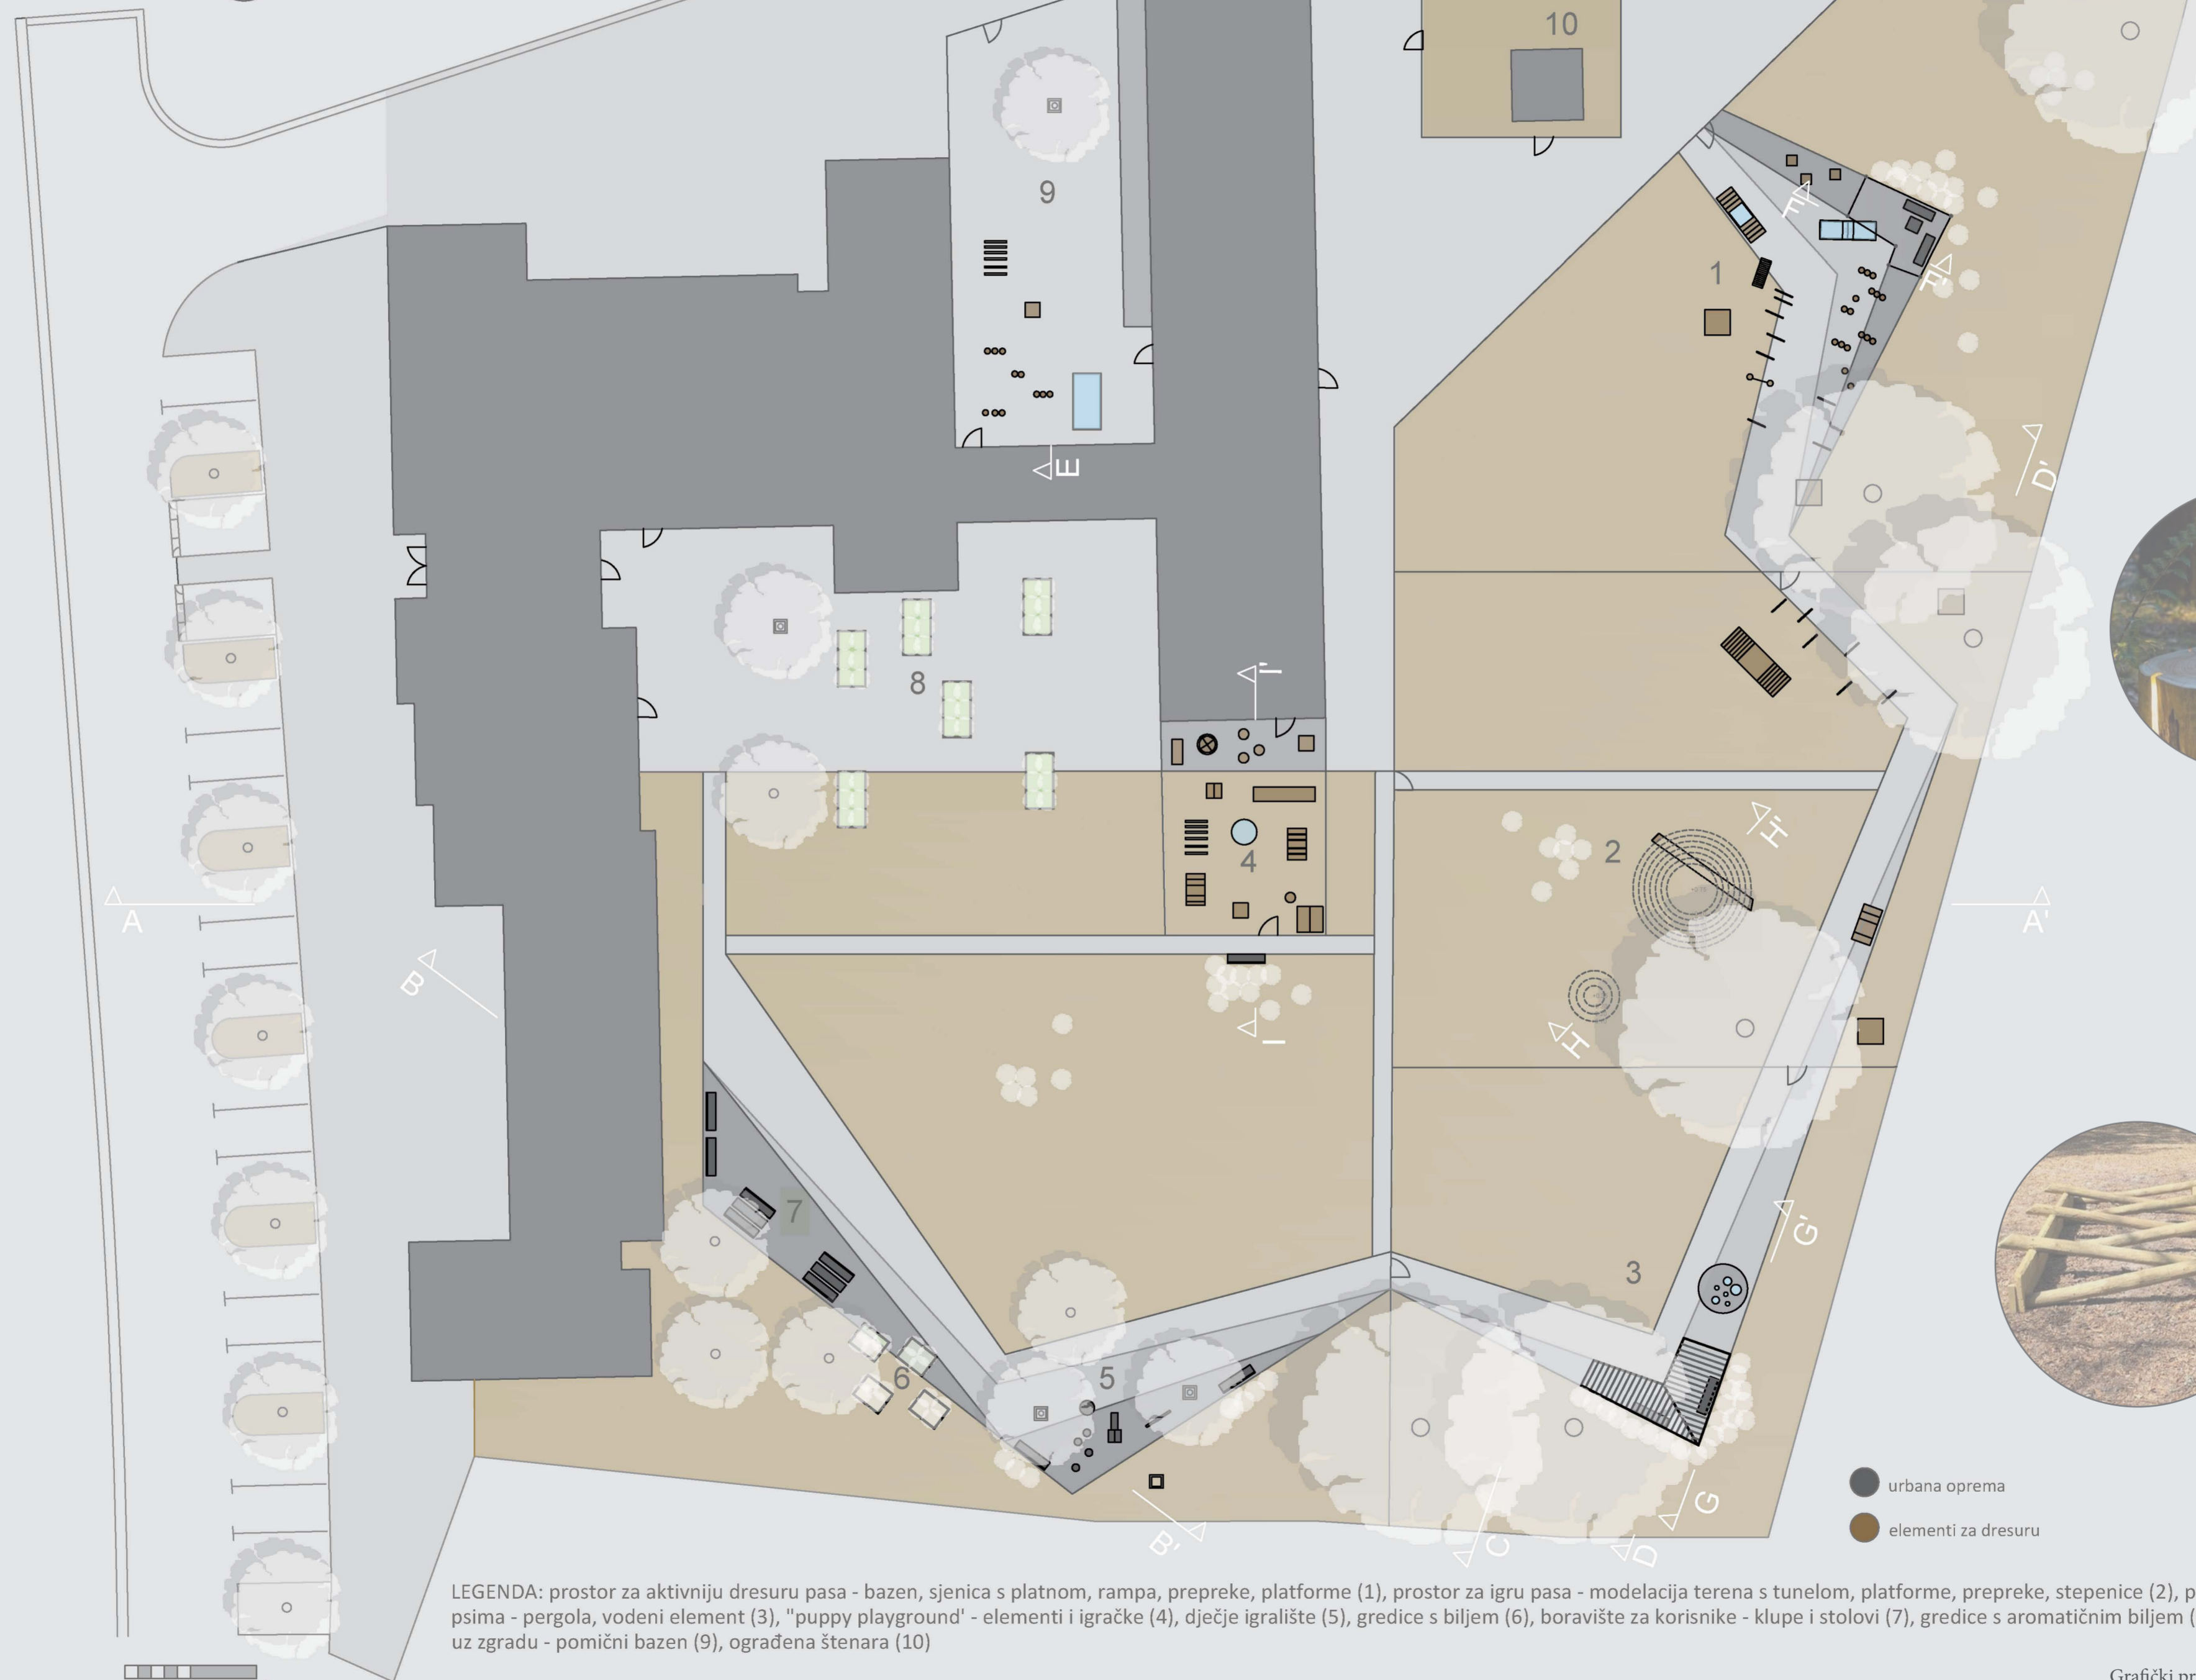 10
9
F
1
F'
E
D'
I'
8
2
H'
4
A
A'
B
H
I
7
G'
3
6
5
G
B'
C
D
urbana oprema
elementi za dresuru
LEGENDA: prostor za aktivniju dresuru pasa - bazen, sjenica s platnom, rampa, prepreke, platforme (1), prostor za igru pasa - modelacija terena s tunelom, platforme, prepreke, stepenice (2), p
psima - pergola, vodeni element (3), "puppy playground' - elementi i igračke (4), dječje igralište (5), gredice s biljem (6), boravište za korisnike - klupe i stolovi (7), gredice s aromatičnim biljem (
uz zgradu - pomični bazen (9), ograđena štenara (10)
Grafički pr